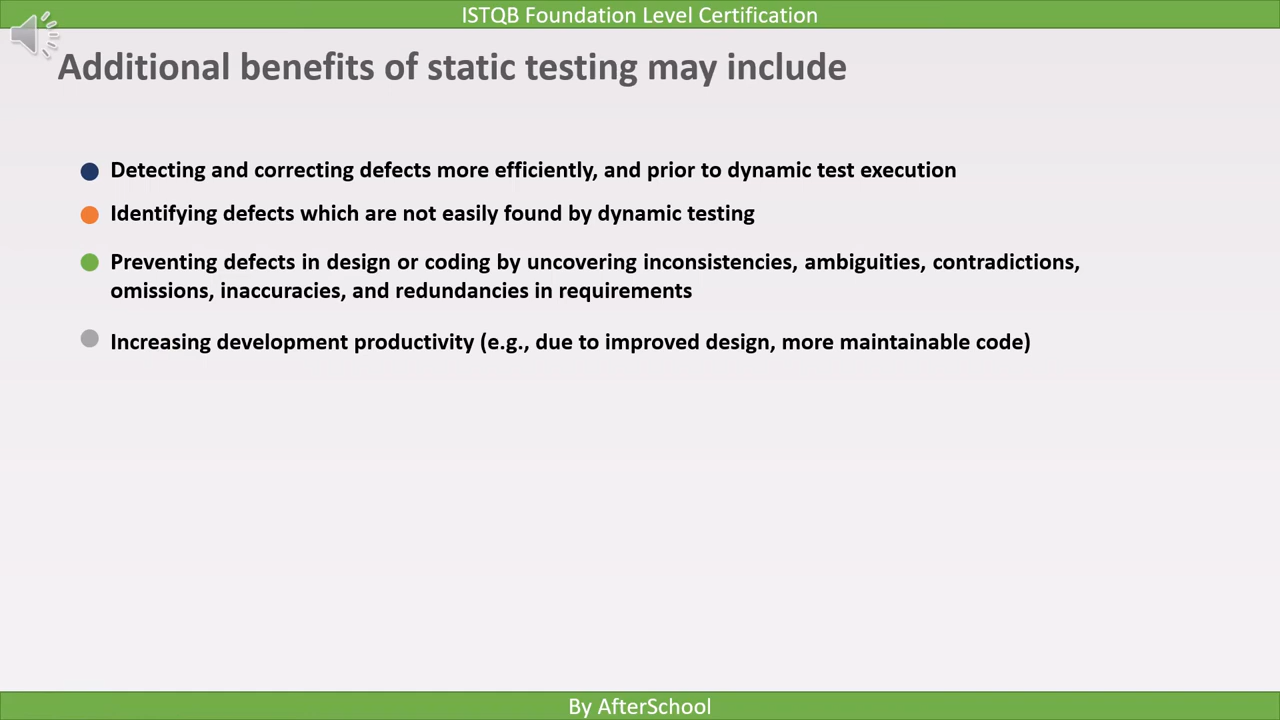 ISTQB Foundation Level Certification
Additional benefits of static testing may include
Detecting and correcting defects more efficiently, and prior to dynamic test execution
Identifying defects which are not easily found by dynamic testing
Preventing defects in design or coding by uncovering inconsistencies, ambiguities, contradictions,
omissions, inaccuracies, and redundancies in requirements
Increasing development productivity (e.g., due to improved design, more maintainable code)
By AfterSchool